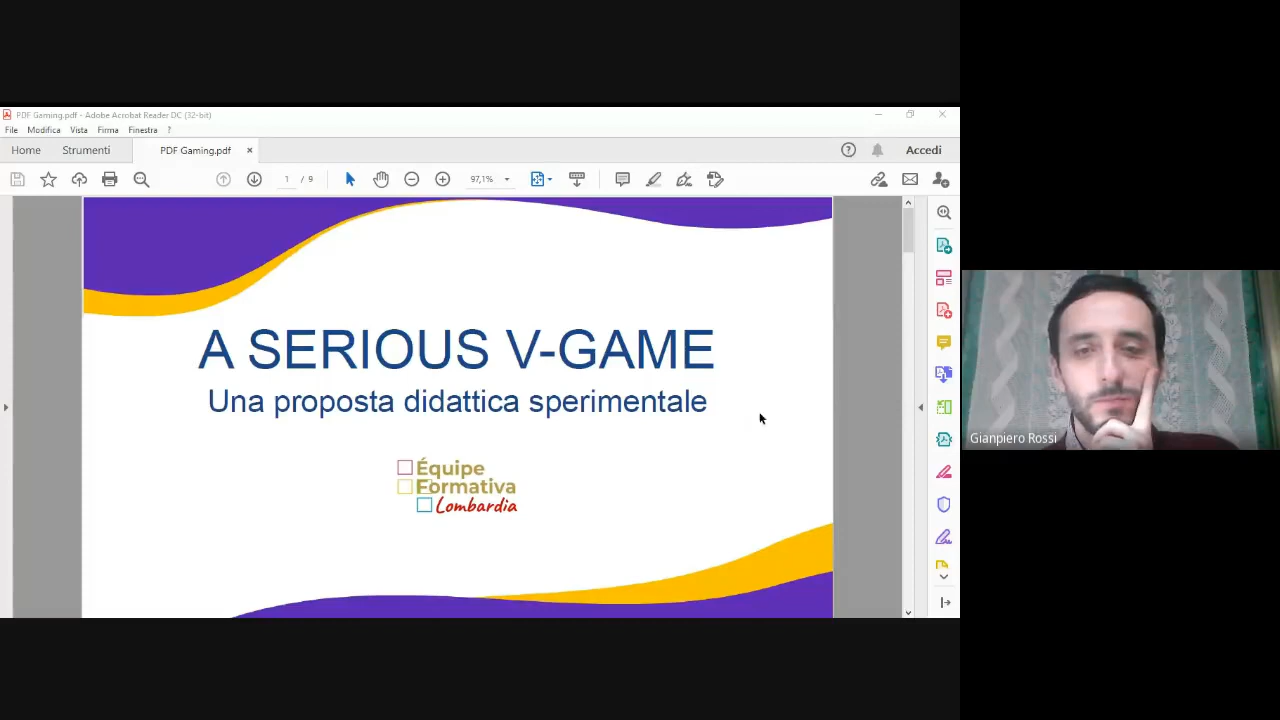 PDF Gaming.pdf - Adobe Acrobat Reader DC (32-bit)
File Modifica Vista Firma Finestra ?
Home Strumenti PDF Gaming.pdf × Accedi
1 / 9 97,1%
A SERIOUS V-GAME
Una proposta didattica sperimentale
Équipe
Formativa
Lombardia
Gianpiero Rossi